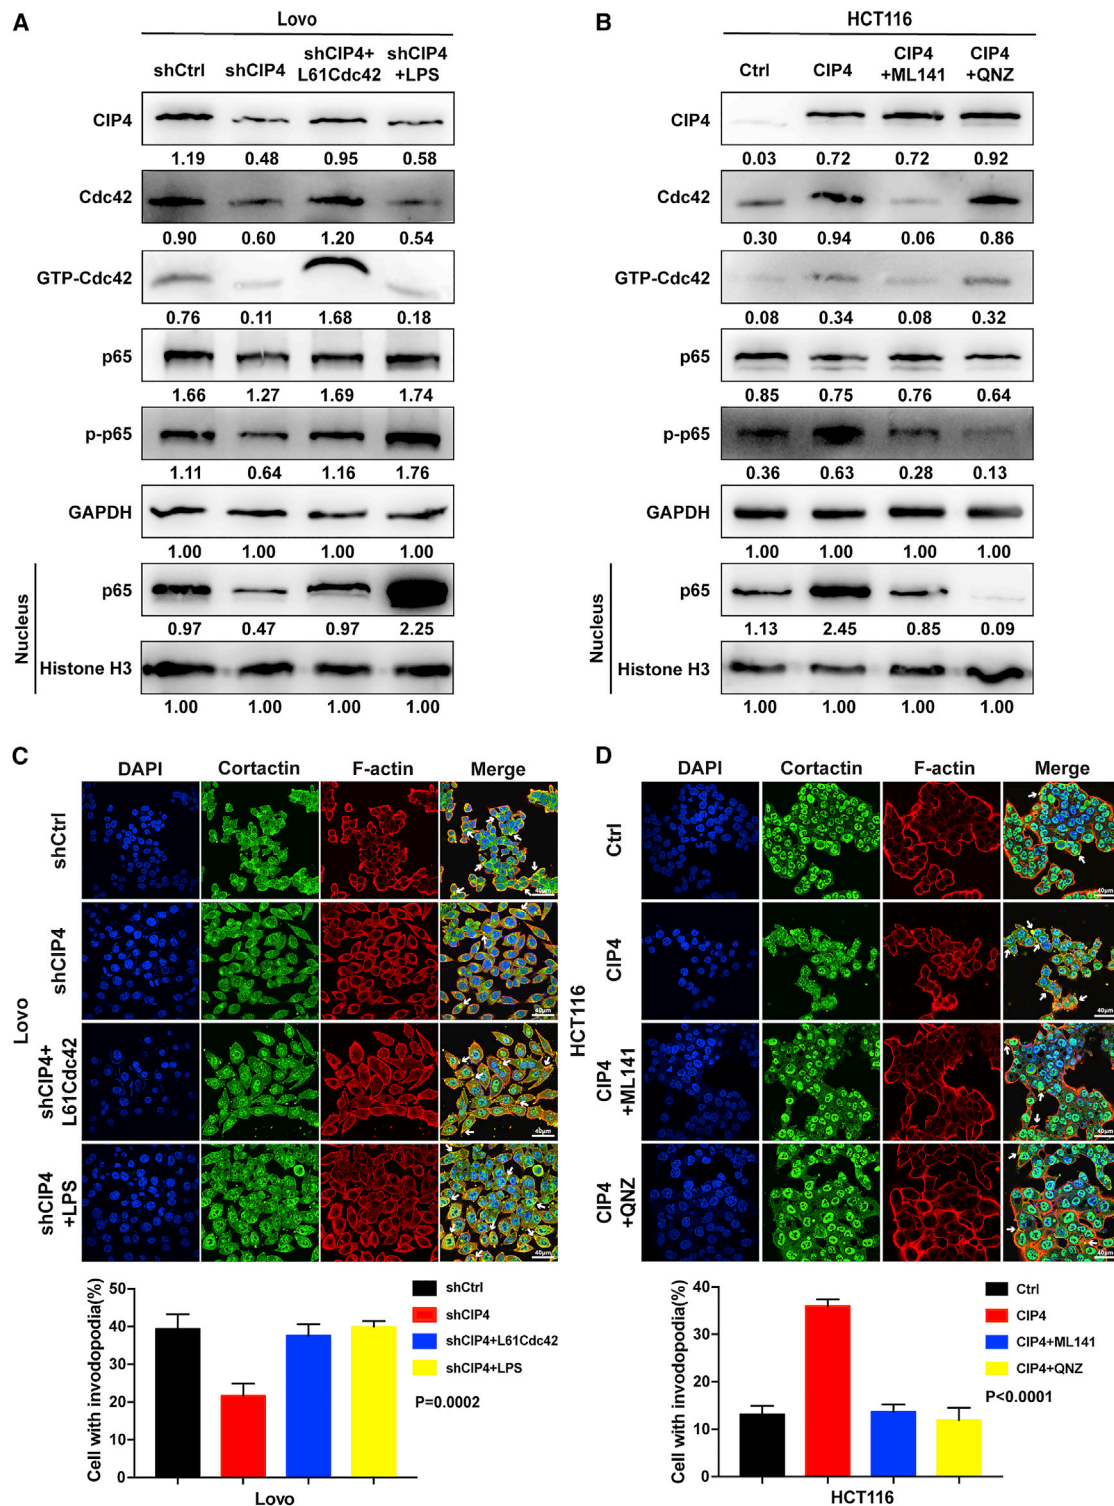 A
Lovo
shCtrl shCIP4 shCIP4+ L61Cdc42 shCIP4 +LPS
CIP4
1.19 0.48 0.95 0.58
Cdc42
0.90 0.60 1.20 0.54
GTP-Cdc42
0.76 0.11 1.68 0.18
p65
1.66 1.27 1.69 1.74
p-p65
1.11 0.64 1.16 1.76
GAPDH
1.00 1.00 1.00 1.00
Nucleus
p65
0.97 0.47 0.97 2.25
Histone H3
1.00 1.00 1.00 1.00
B
HCT116
Ctrl CIP4 CIP4 +ML141 CIP4 +QNZ
CIP4
0.03 0.72 0.72 0.92
Cdc42
0.30 0.94 0.06 0.86
GTP-Cdc42
0.08 0.34 0.08 0.32
p65
0.85 0.75 0.76 0.64
p-p65
0.36 0.63 0.28 0.13
GAPDH
1.00 1.00 1.00 1.00
Nucleus
p65
1.13 2.45 0.85 0.09
Histone H3
1.00 1.00 1.00 1.00
C
DAPI Cortactin F-actin Merge
Lovo
shCtrl
40μm
shCIP4
40μm
shCIP4+
L61Cdc42
40μm
shCIP4
+LPS
40μm
Cell with invodopodia(%)
50
40
30
20
10
0
Lovo
shCtrl
shCIP4
shCIP4+L61Cdc42
shCIP4+LPS
P=0.0002
D
DAPI Cortactin F-actin Merge
HCT116
Ctrl
40μm
CIP4
40μm
CIP4
+ML141
40μm
CIP4
+QNZ
40μm
Cell with invodopodia(%)
40
30
20
10
0
HCT116
Ctrl
CIP4
CIP4+ML141
CIP4+QNZ
P<0.0001